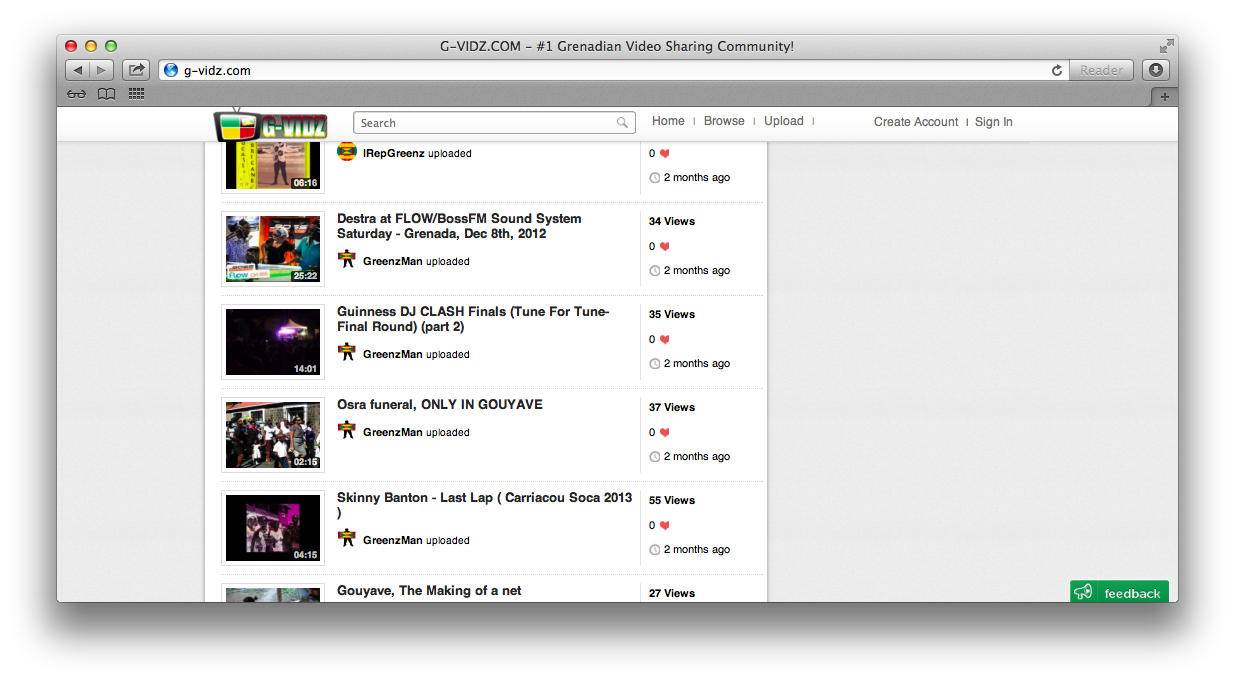 G-VIDZ.COM – #1 Grenadian Video Sharing Community!
g-vidz.com
Reader
G-VIDZ
Search
Home
Browse
Upload
Create Account
Sign In
06:16
IRepGreenz uploaded
0
2 months ago
25:22
Destra at FLOW/BossFM Sound System
Saturday - Grenada, Dec 8th, 2012
GreenzMan uploaded
34 Views
0
2 months ago
14:01
Guinness DJ CLASH Finals (Tune For Tune-
Final Round) (part 2)
GreenzMan uploaded
35 Views
0
2 months ago
02:15
Osra funeral, ONLY IN GOUYAVE
GreenzMan uploaded
37 Views
0
2 months ago
04:15
Skinny Banton - Last Lap ( Carriacou Soca 2013
)
GreenzMan uploaded
55 Views
0
2 months ago
Gouyave, The Making of a net
27 Views
feedback